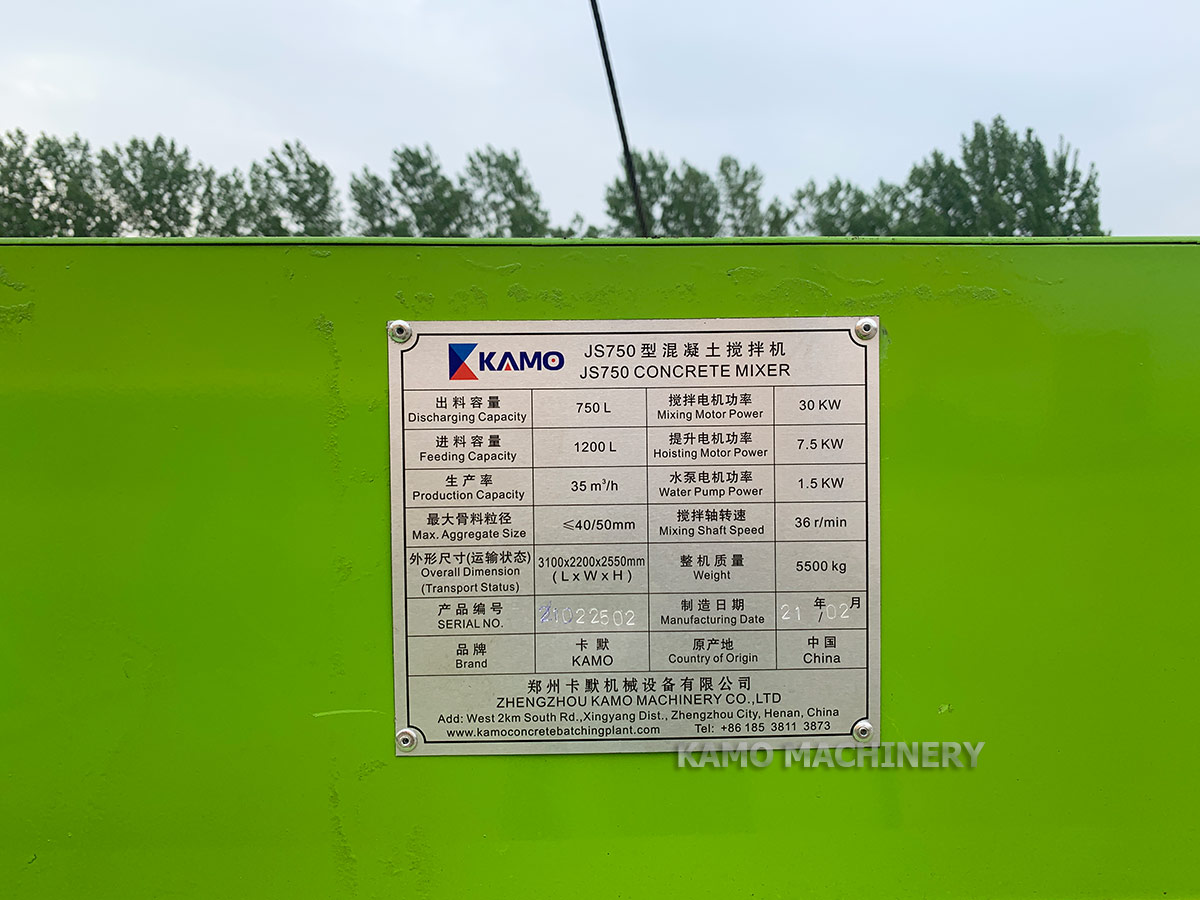 KAMO
JS750 型混凝土搅拌机
JS750 CONCRETE MIXER
出料容量
Discharging Capacity
750 L
搅拌电机功率
Mixing Motor Power
30 KW
进料容量
Feeding Capacity
1200 L
提升电机功率
Hoisting Motor Power
7.5 KW
生产率
Production Capacity
35 m³/h
水泵电机功率
Water Pump Power
1.5 KW
最大骨料粒径
Max. Aggregate Size
≤40/50mm
搅拌轴转速
Mixing Shaft Speed
36 r/min
外形尺寸(运输状态)
Overall Dimension
(Transport Status)
3100x2200x2550mm
( L x W x H )
整机质量
Weight
5500 kg
产品编号
SERIAL NO.
21022502
制造日期
Manufacturing Date
21 年 / 02 月
品牌
Brand
卡默
KAMO
原产地
Country of Origin
中国
China
郑州卡默机械设备有限公司
ZHENGZHOU KAMO MACHINERY CO.,LTD
Add: West 2km South Rd.,Xingyang Dist., Zhengzhou City, Henan, China
www.kamoconcretebatchingplant.com Tel: +86 185 3811 3873
KAMO MACHINERY